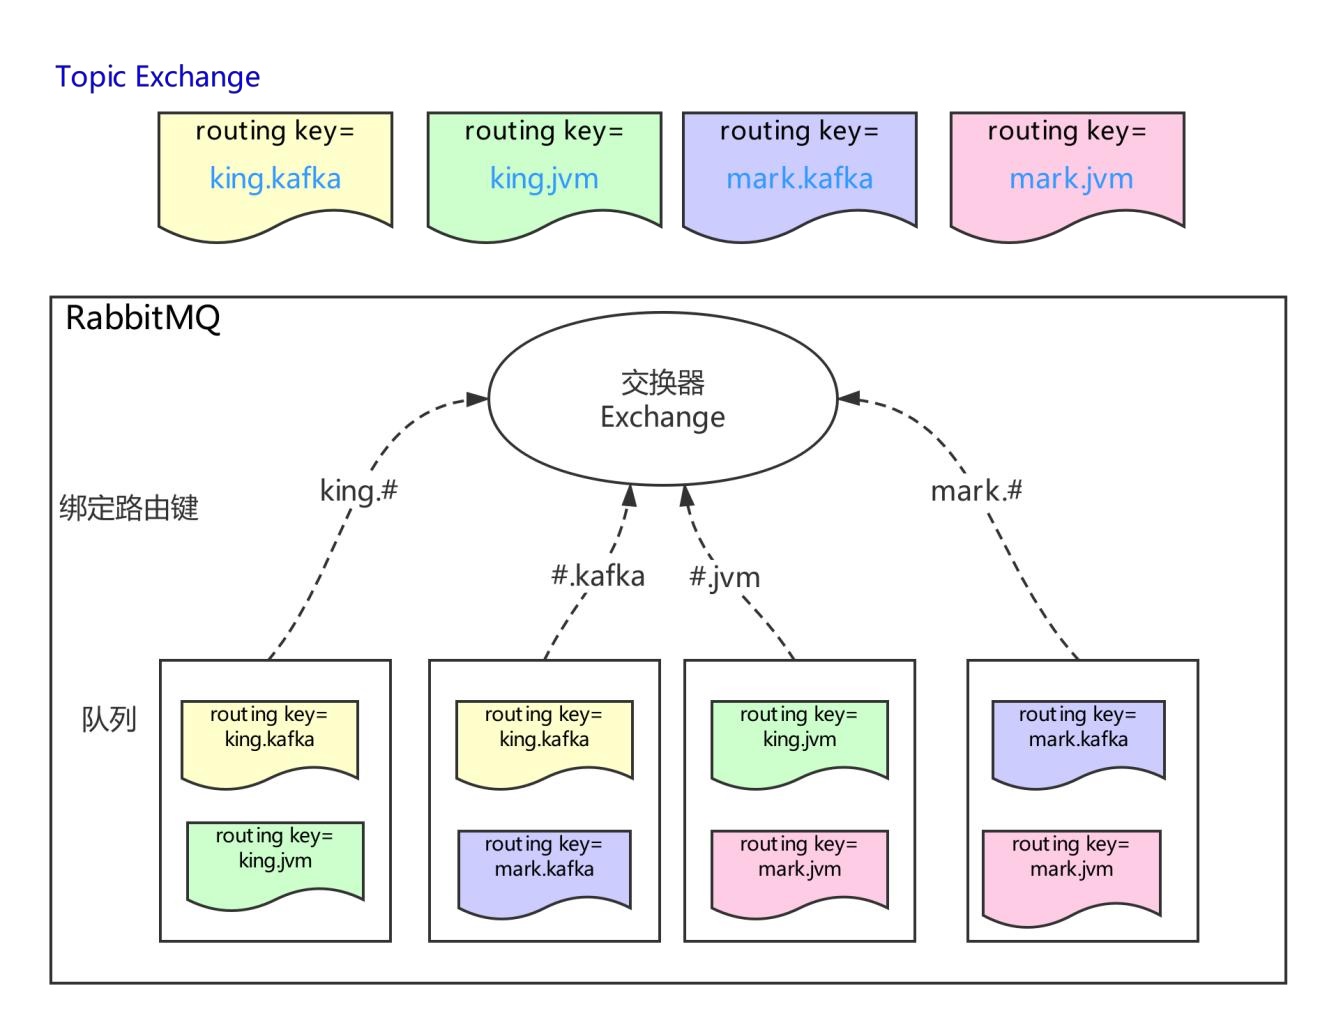 Topic Exchange
routing key=
king.kafka
routing key=
king.jvm
routing key=
mark.kafka
routing key=
mark.jvm
RabbitMQ
交换器
Exchange
绑定路由键
king.#
mark.#
#.kafka
#.jvm
队列
routing key=
king.kafka
routing key=
king.jvm
routing key=
king.kafka
routing key=
mark.kafka
routing key=
king.jvm
routing key=
mark.jvm
routing key=
mark.kafka
routing key=
mark.jvm